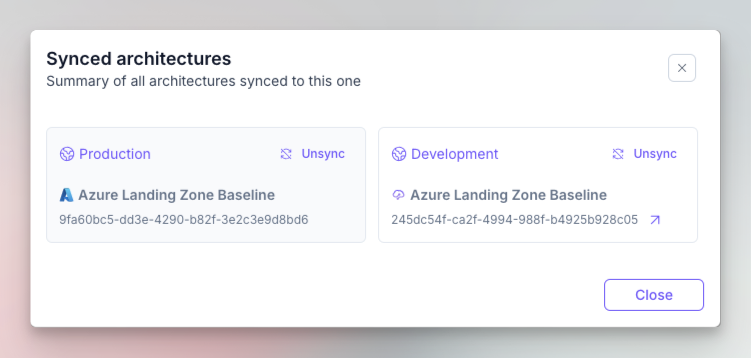 Synced architectures
Summary of all architectures synced to this one
Production
Unsync
Azure Landing Zone Baseline
9fa60bc5-dd3e-4290-b82f-3e2c3e9d8bd6
Development
Unsync
Azure Landing Zone Baseline
245dc54f-ca2f-4994-988f-b4925b928c05
Close